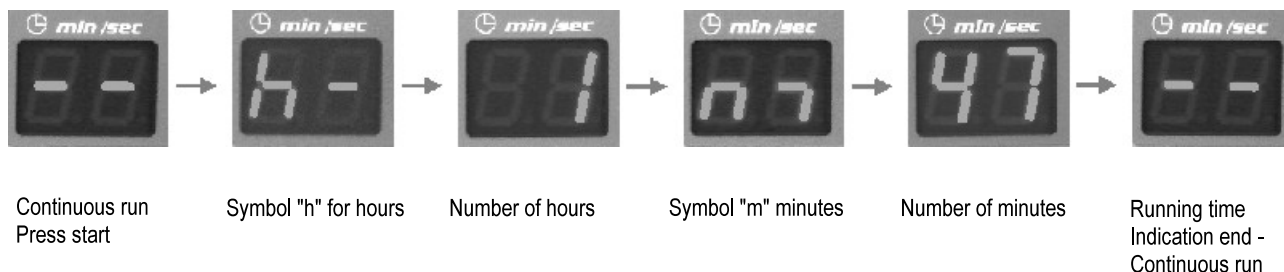 min/sec min/sec min/sec min/sec min/sec min/sec
-- h- 1 m 47 --
Continuous run
Press start
Symbol "h" for hours
Number of hours
Symbol "m" minutes
Number of minutes
Running time
Indication end -
Continuous run